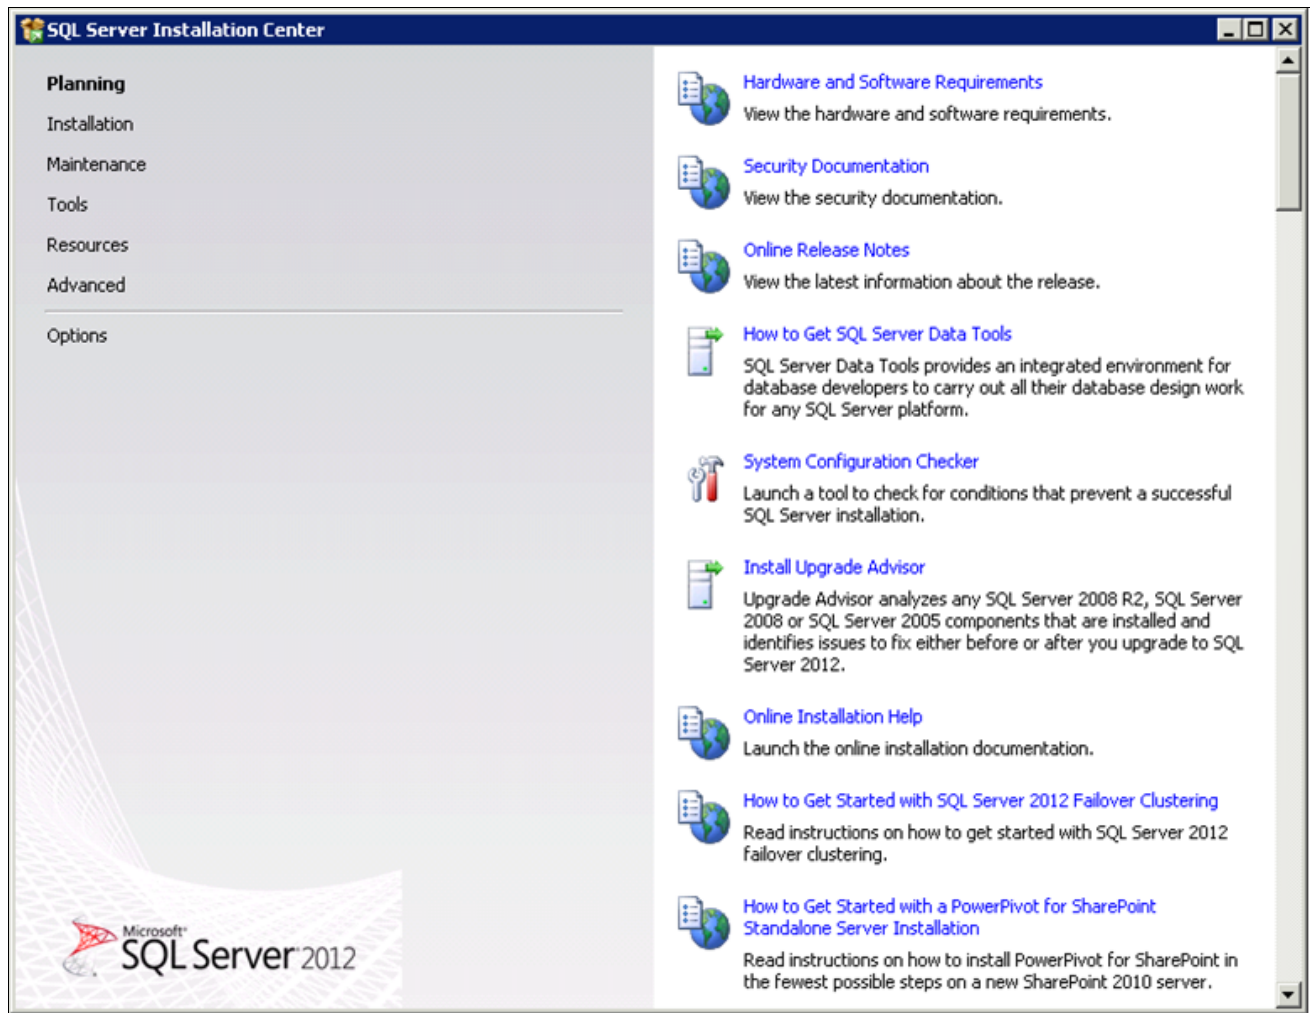 SQL Server Installation Center
Planning
Installation
Maintenance
Tools
Resources
Advanced
Options
Hardware and Software Requirements
View the hardware and software requirements.
Security Documentation
View the security documentation.
Online Release Notes
View the latest information about the release.
How to Get SQL Server Data Tools
SQL Server Data Tools provides an integrated environment for
database developers to carry out all their database design work
for any SQL Server platform.
System Configuration Checker
Launch a tool to check for conditions that prevent a successful
SQL Server installation.
Install Upgrade Advisor
Upgrade Advisor analyzes any SQL Server 2008 R2, SQL Server
2008 or SQL Server 2005 components that are installed and
identifies issues to fix either before or after you upgrade to SQL
Server 2012.
Online Installation Help
Launch the online installation documentation.
How to Get Started with SQL Server 2012 Failover Clustering
Read instructions on how to get started with SQL Server 2012
failover clustering.
How to Get Started with a PowerPivot for SharePoint
Standalone Server Installation
Read instructions on how to install PowerPivot for SharePoint in
the fewest possible steps on a new SharePoint 2010 server.
Microsoft®
SQL Server® 2012